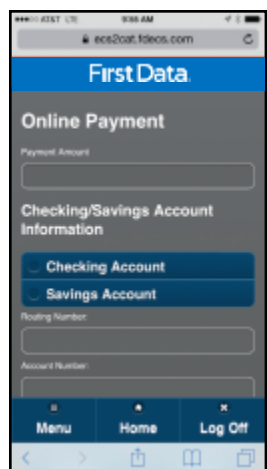 AT&T LTE 9:08 AM
ecs2cat.fdecs.com
First Data.
Online Payment
Payment Amount
Checking/Savings Account
Information
Checking Account
Savings Account
Routing Number:
Account Number:
Menu Home Log Off